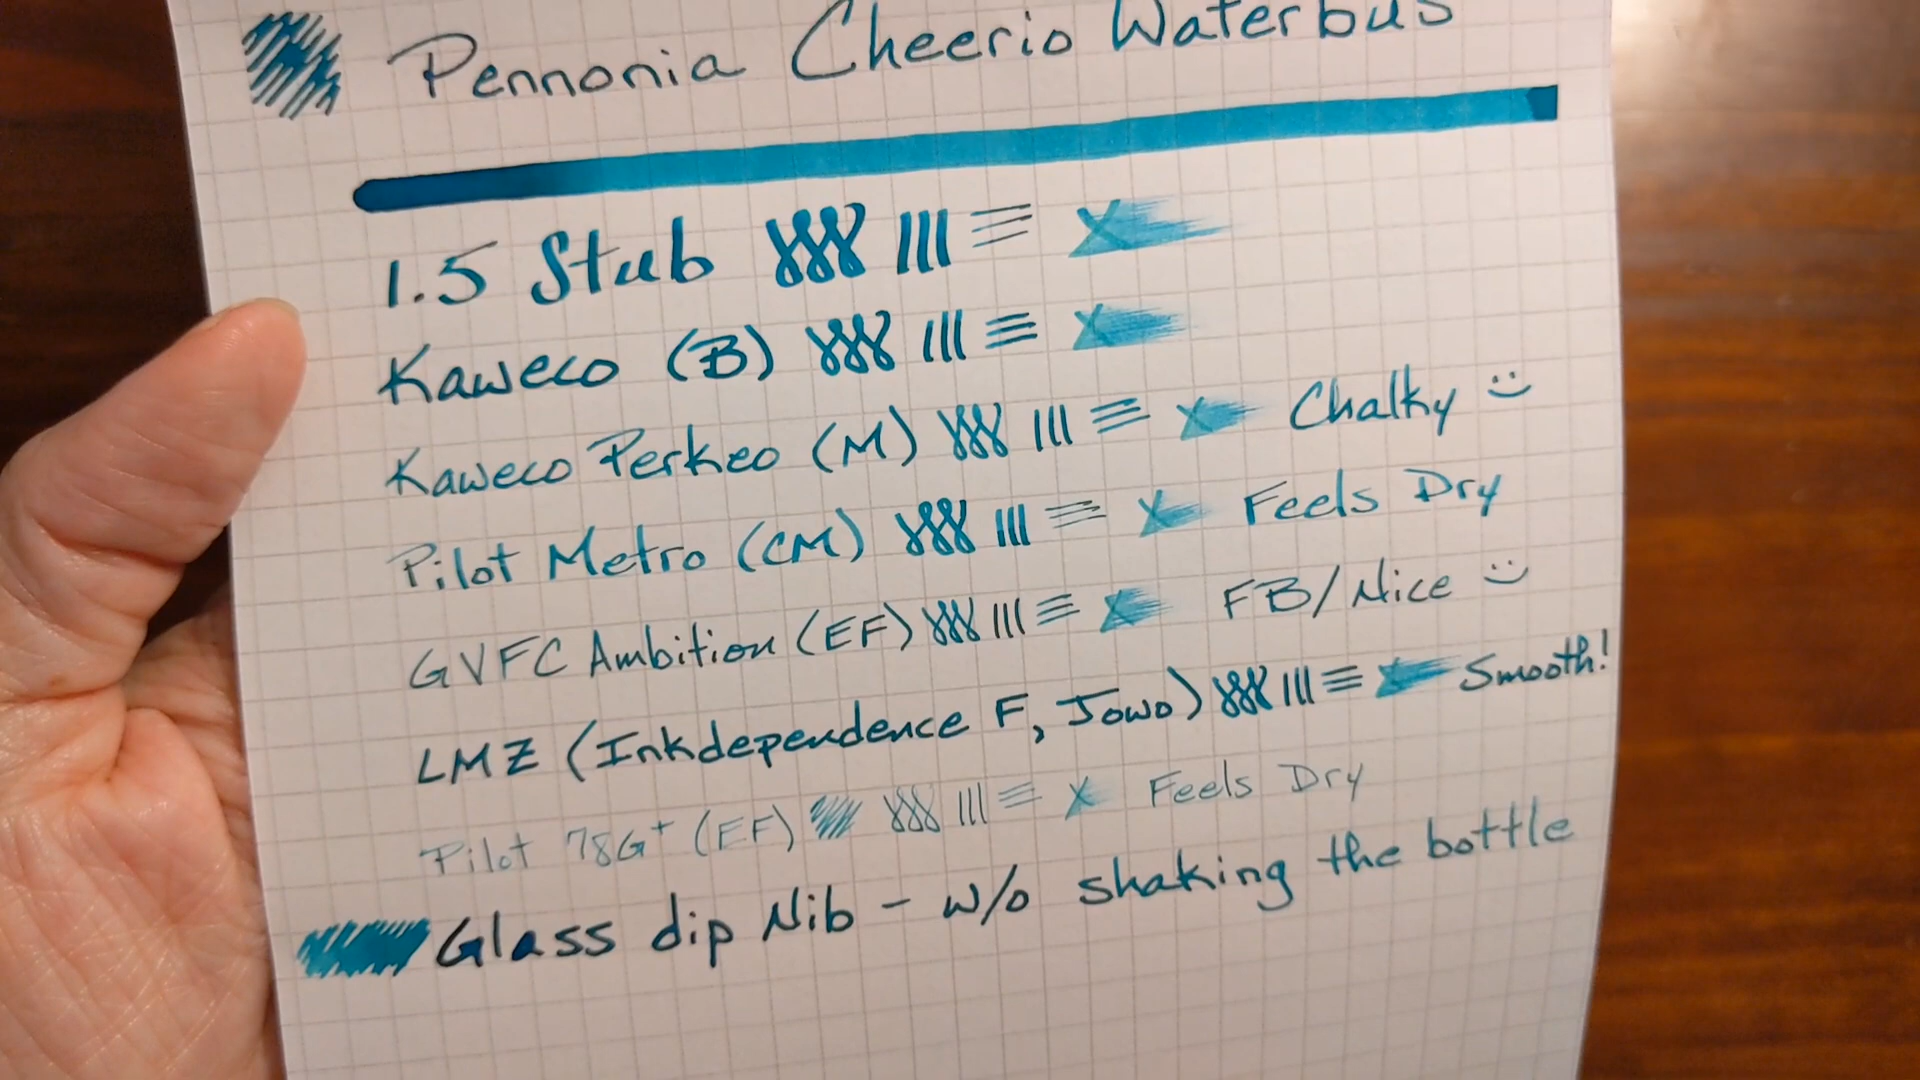 Pennonia Cheerio Waterbus
1.5 Stub
Kaweco (B)
Kaweco Perkeo (M) Chalky :)
Pilot Metro (CM) Feels Dry
GVFC Ambition (EF) FB/Nice :)
LMZ (Inkdependence F, Jowo) Smooth!
Pilot 78G+ (EF) Feels Dry
Glass dip Nib - w/o shaking the bottle